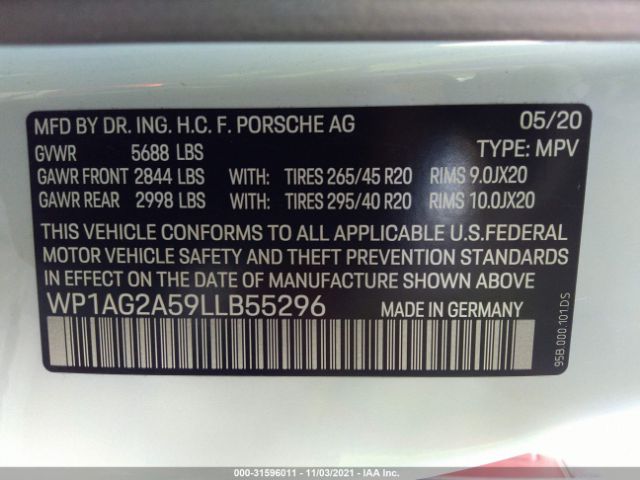 MFD BY DR. ING. H.C. F. PORSCHE AG 05/20
GVWR 5688 LBS TYPE: MPV
GAWR FRONT 2844 LBS WITH: TIRES 265/45 R20 RIMS 9.0JX20
GAWR REAR 2998 LBS WITH: TIRES 295/40 R20 RIMS 10.0JX20
THIS VEHICLE CONFORMS TO ALL APPLICABLE U.S.FEDERAL
MOTOR VEHICLE SAFETY AND THEFT PREVENTION STANDARDS
IN EFFECT ON THE DATE OF MANUFACTURE SHOWN ABOVE
WP1AG2A59LLB55296 MADE IN GERMANY
95B.000.101.DS
000-31596011 - 11/03/2021 - IAA Inc.